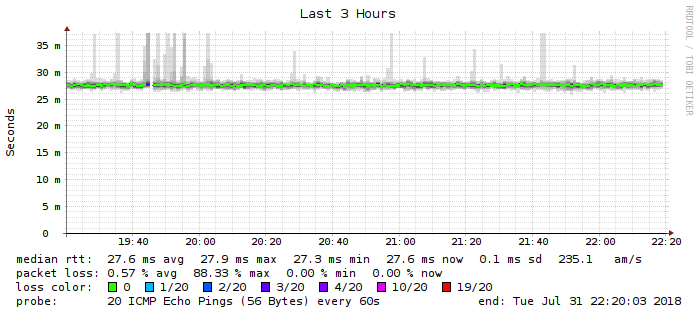 Last 3 Hours
RRDTOOL / TOBI OETIKER
Seconds
35 m
30 m
25 m
20 m
15 m
10 m
5 m
0
19:40 20:00 20:20 20:40 21:00 21:20 21:40 22:00 22:20
median rtt: 27.6 ms avg 27.9 ms max 27.3 ms min 27.6 ms now 0.1 ms sd 235.1 am/s
packet loss: 0.57 % avg 88.33 % max 0.00 % min 0.00 % now
loss color: 0 1/20 2/20 3/20 4/20 10/20 19/20
probe: 20 ICMP Echo Pings (56 Bytes) every 60s end: Tue Jul 31 22:20:03 2018